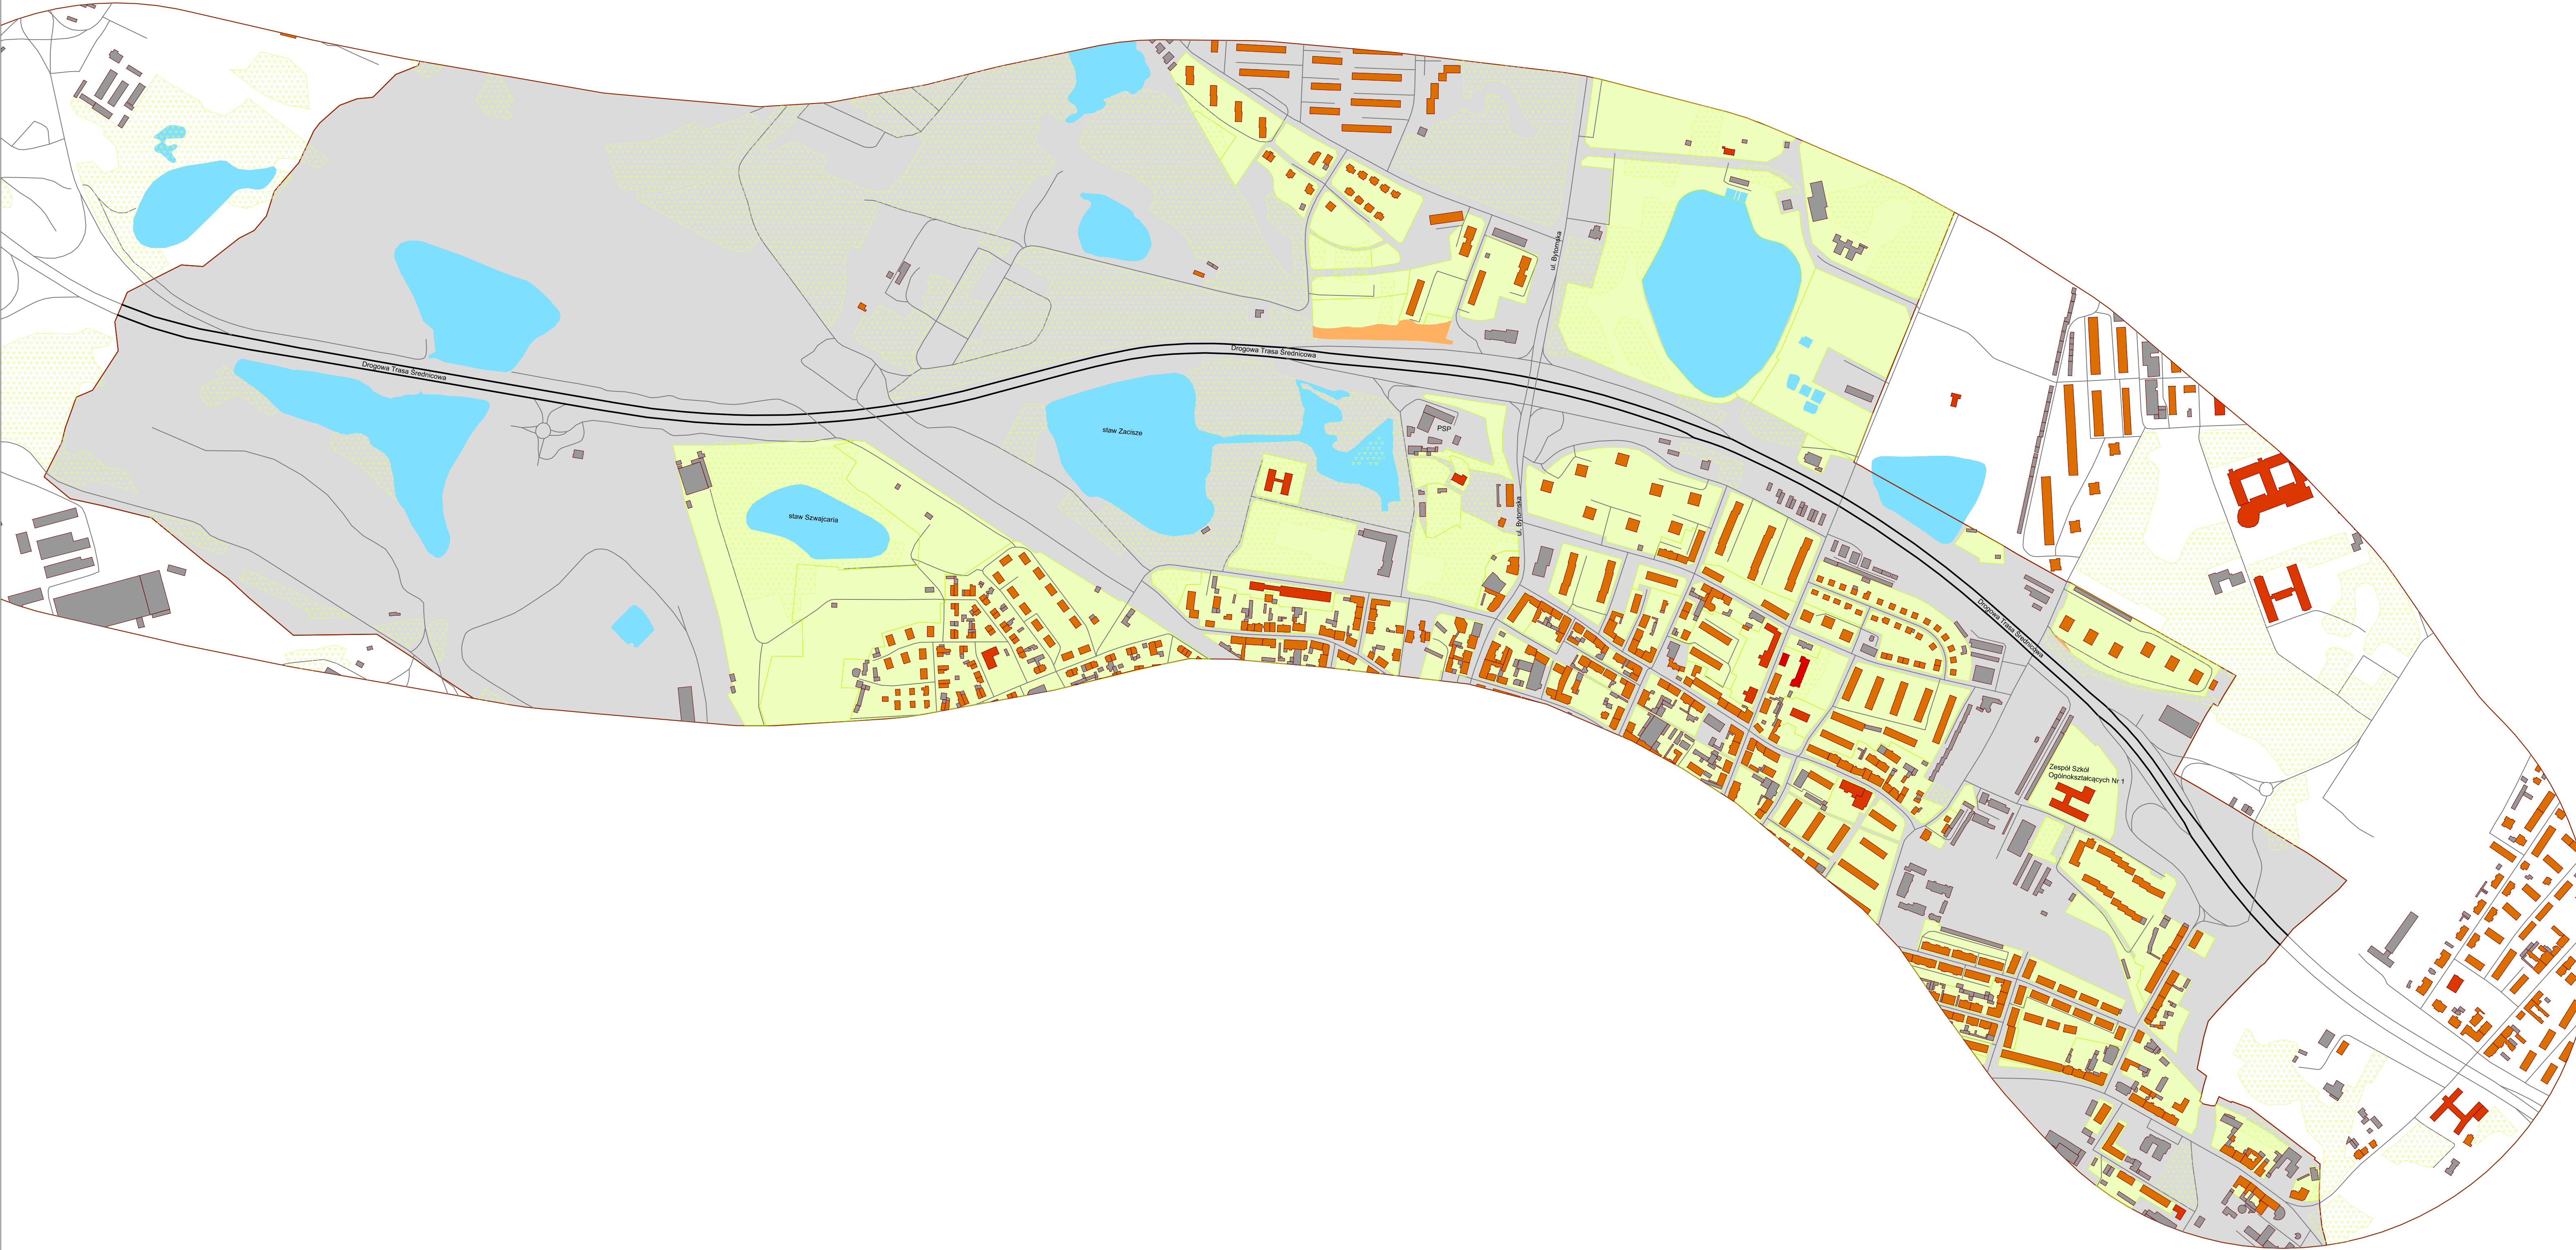 ul. Bytomska
Drogowa Trasa Średnicowa
Drogowa Trasa Średnicowa
staw Zacisze
PSP
staw Szwajcaria
ul. Bytomska
Drogowa Trasa Średnicowa
Zespół Szkół
Ogólnokształcących Nr 1